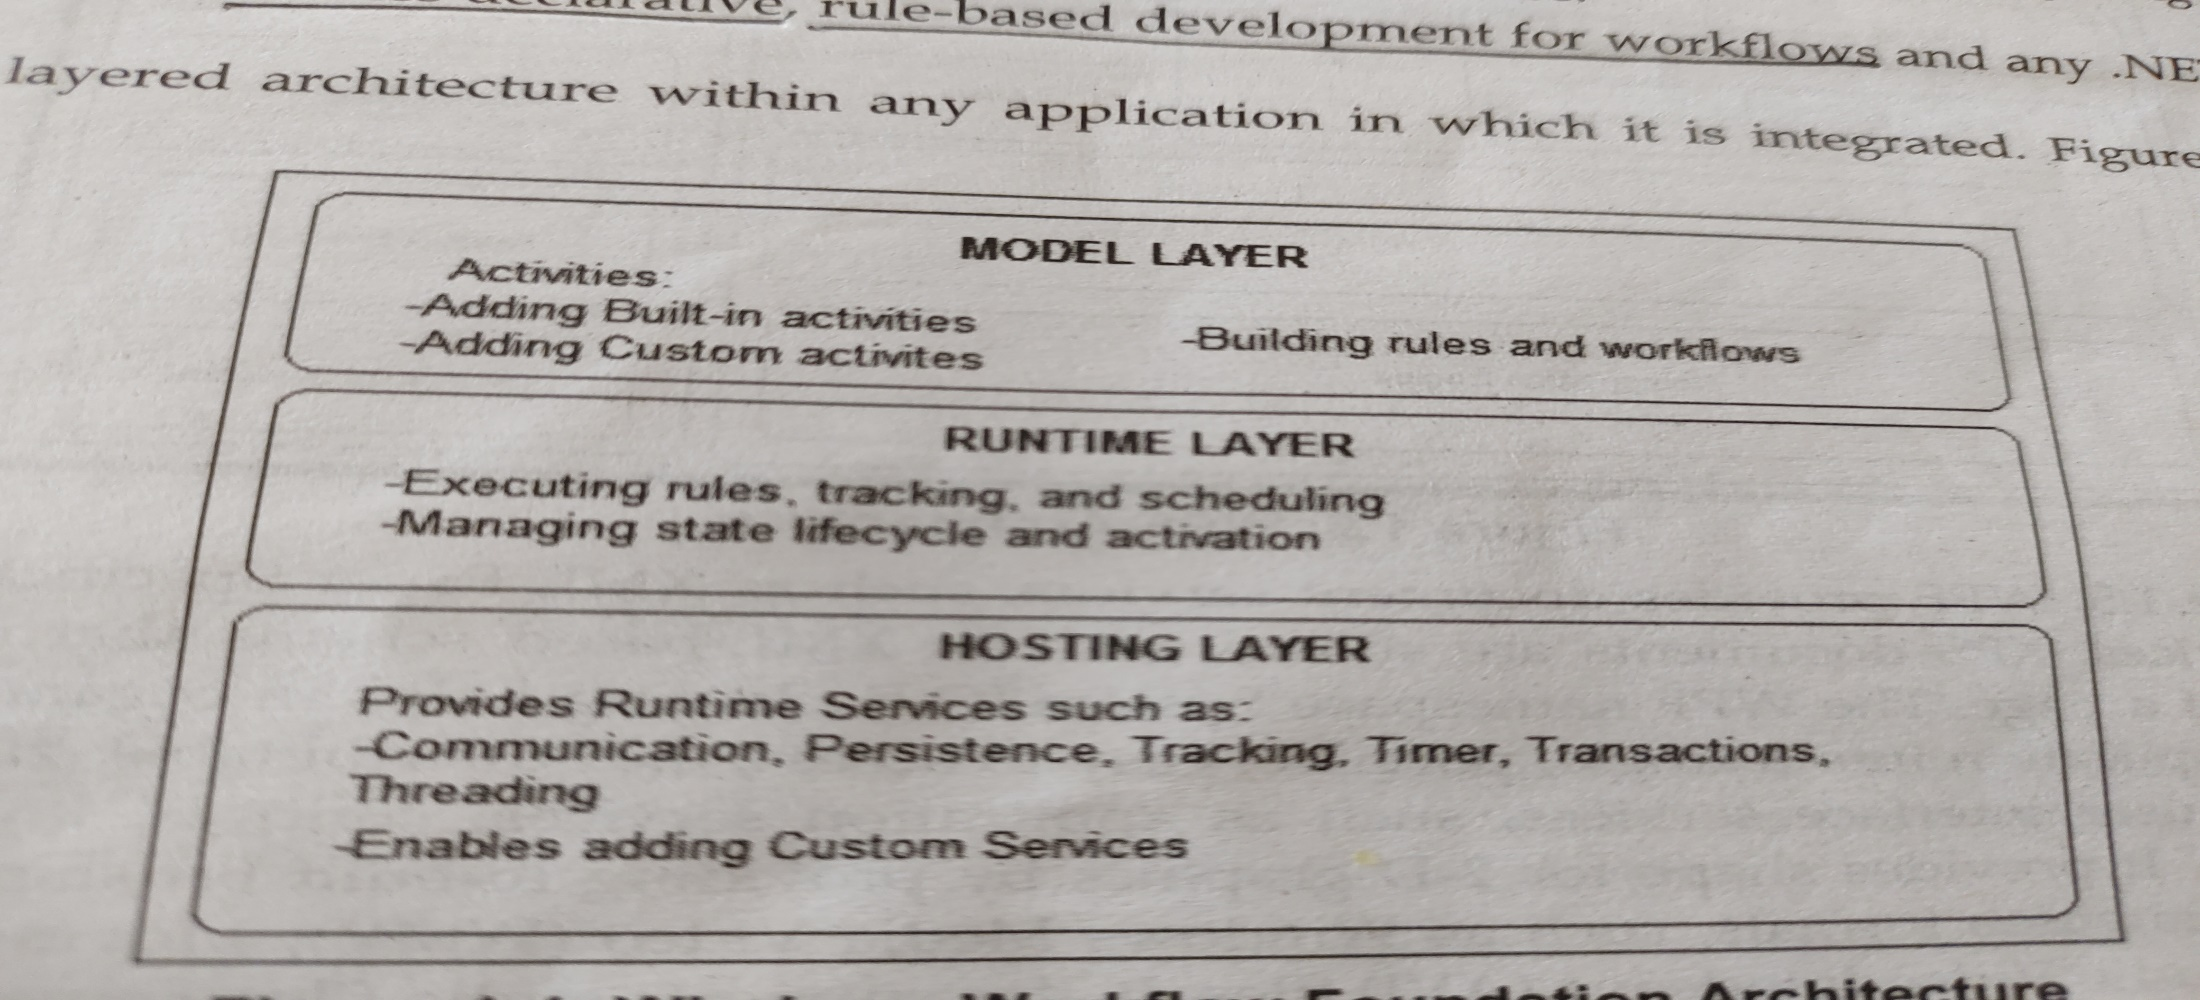 declarative, rule-based development for workflows and any .NE
layered architecture within any application in which it is integrated. Figure
MODEL LAYER
Activities:
-Adding Built-in activities
-Adding Custom activites
-Building rules and workflows
RUNTIME LAYER
-Executing rules, tracking, and scheduling
-Managing state lifecycle and activation
HOSTING LAYER
Provides Runtime Services such as:
-Communication, Persistence, Tracking, Timer, Transactions,
Threading
-Enables adding Custom Services
Workflow Foundation Architecture